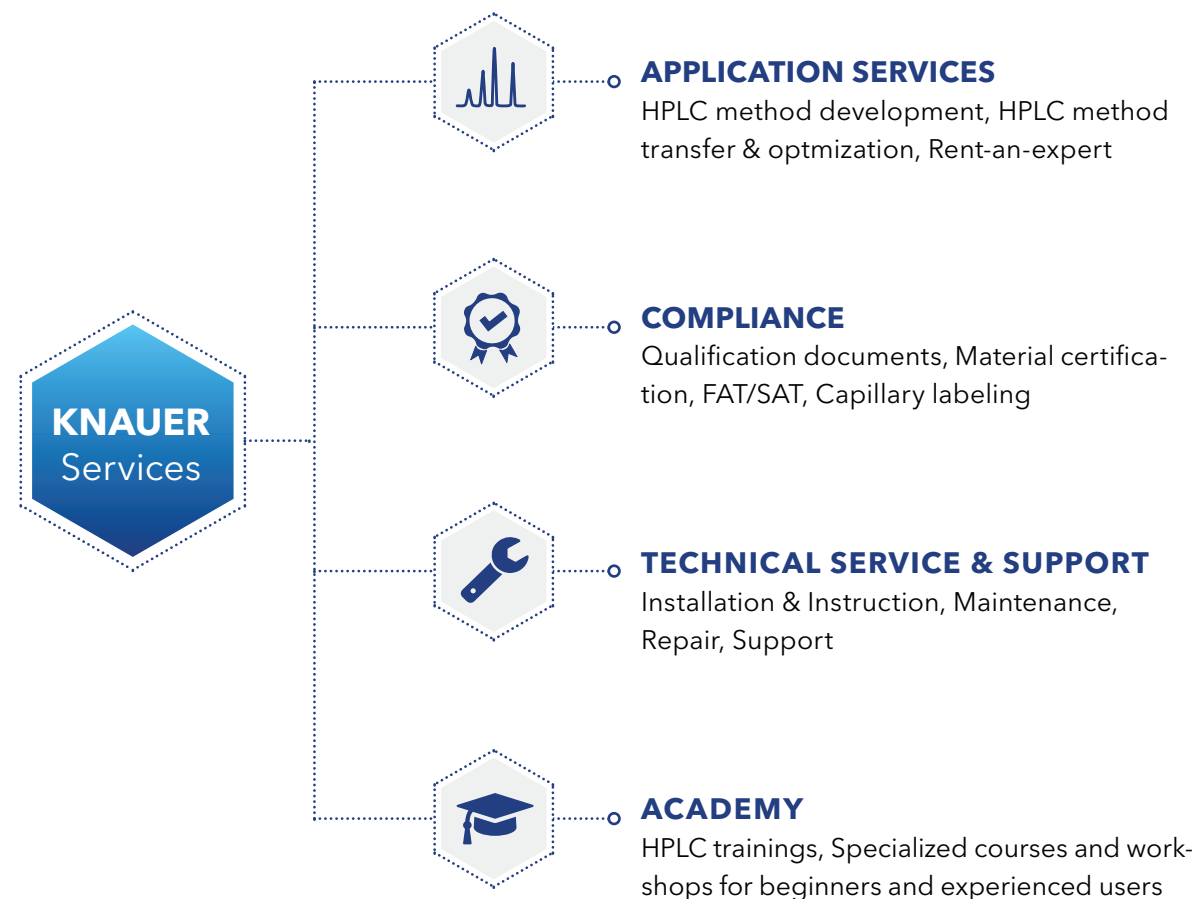 KNAUER
Services
APPLICATION SERVICES
HPLC method development, HPLC method
transfer & optmization, Rent-an-expert
COMPLIANCE
Qualification documents, Material certifica-
tion, FAT/SAT, Capillary labeling
TECHNICAL SERVICE & SUPPORT
Installation & Instruction, Maintenance,
Repair, Support
ACADEMY
HPLC trainings, Specialized courses and work-
shops for beginners and experienced users